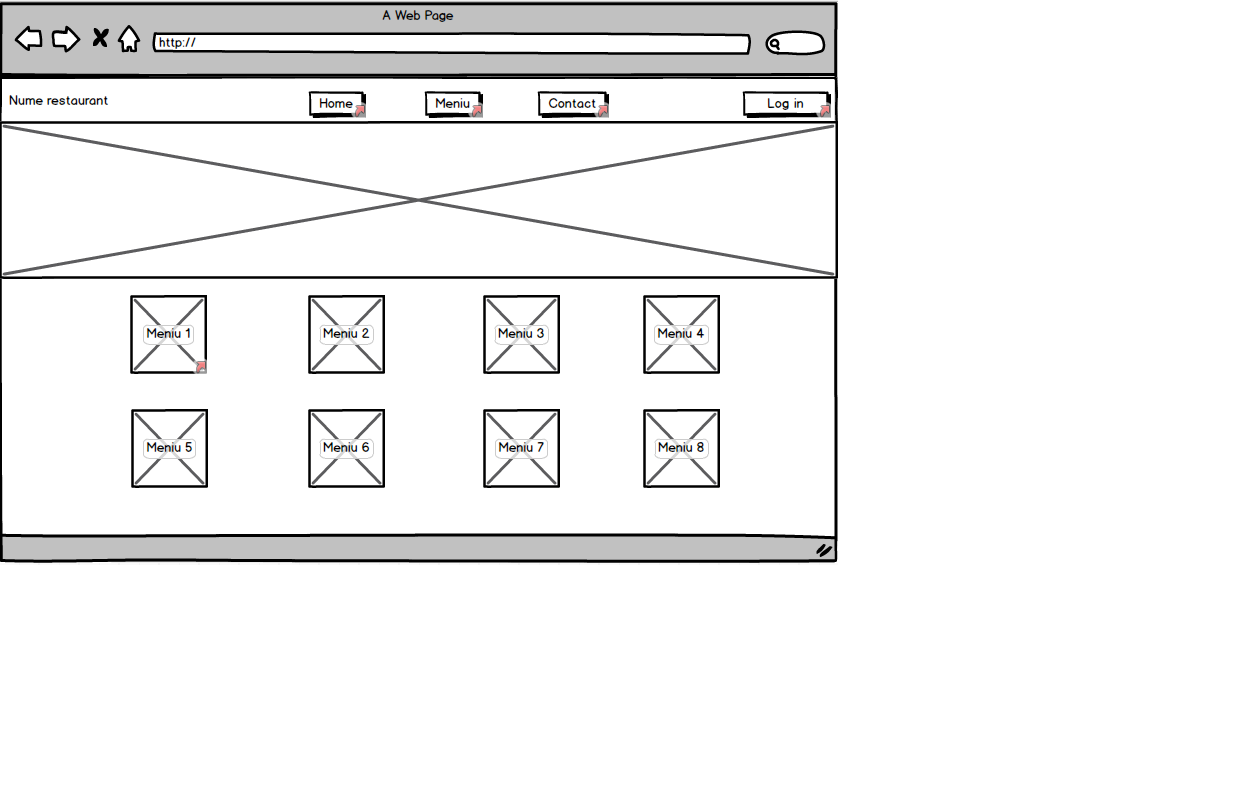 A Web Page
http://
Nume restaurant
Home
Meniu
Contact
Log in
Meniu 1
Meniu 2
Meniu 3
Meniu 4
Meniu 5
Meniu 6
Meniu 7
Meniu 8